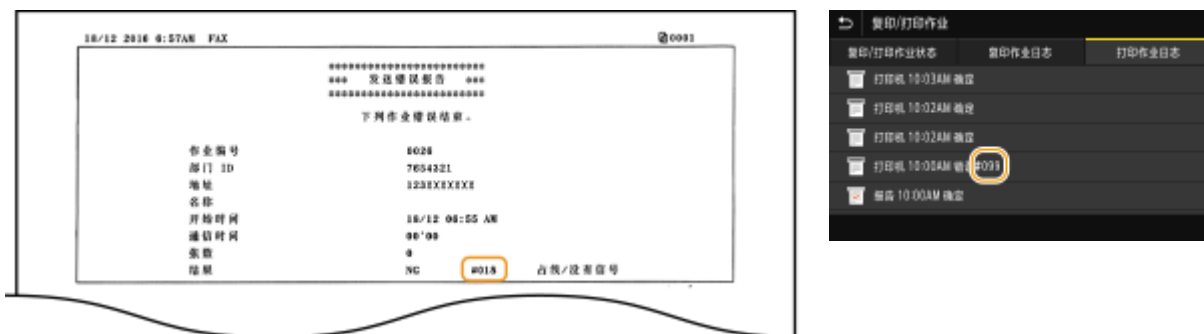 18/12 2016 6:57AM FAX 0001
************************
*** 发送错误报告 ***
************************
下列作业错误结束。
作业编号 0026
部门 ID 7654321
地址 123XXXXXXX
名称
开始时间 18/12 06:55 AM
通信时间 00'00
张数 0
结果 NG #018 占线/没有信号
复印/打印作业
复印/打印作业状态 复印作业日志 打印作业日志
打印机 10:03AM 确定
打印机 10:02AM 确定
打印机 10:02AM 确定
打印机 10:00AM 错误 #099
报告 10:00AM 确定